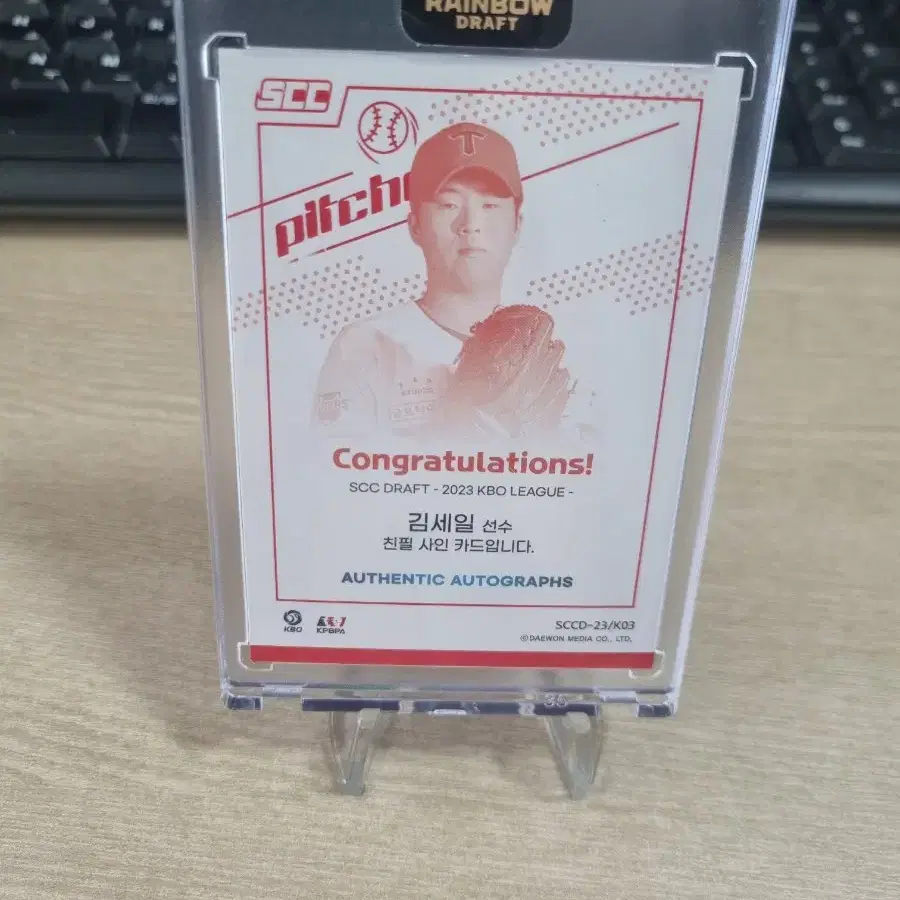 RAINBOW
DRAFT
SCC
T
Congratulations!
SCC DRAFT - 2023 KBO LEAGUE -
김세일 선수
친필 사인 카드입니다.
AUTHENTIC AUTOGRAPHS
KBO
KPBPA
SCCD-23/K03
© DAEWON MEDIA CO., LTD.
35